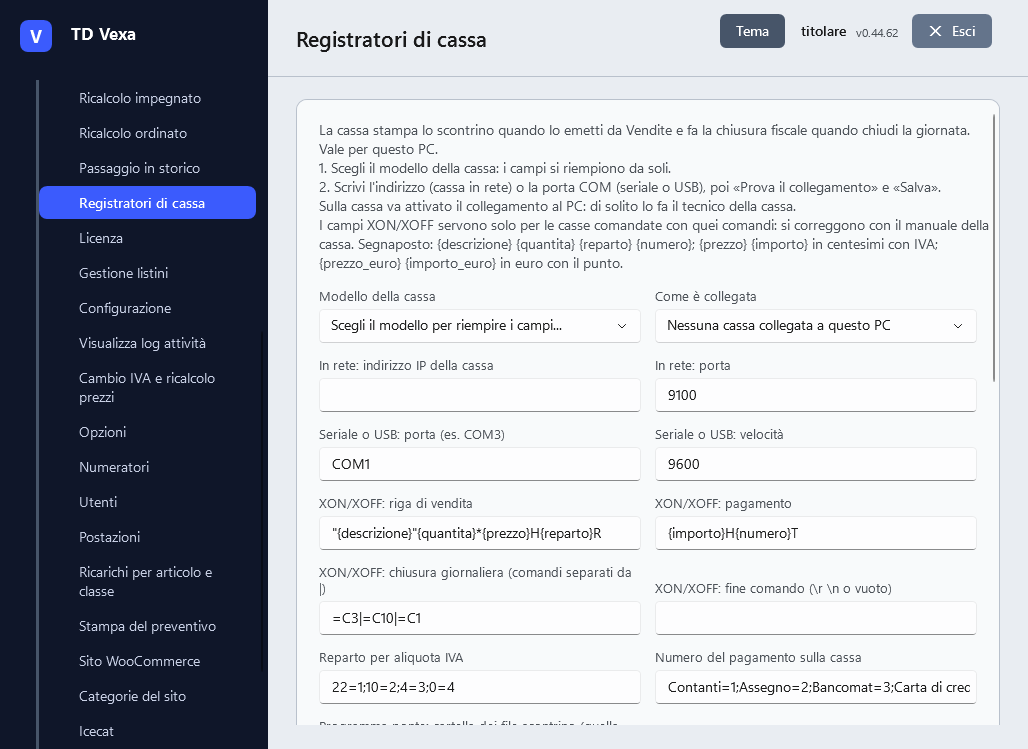 V
TD Vexa
Ricalcolo impegnato
Ricalcolo ordinato
Passaggio in storico
Registratori di cassa
Licenza
Gestione listini
Configurazione
Visualizza log attività
Cambio IVA e ricalcolo
prezzi
Opzioni
Numeratori
Utenti
Postazioni
Ricarichi per articolo e
classe
Stampa del preventivo
Sito WooCommerce
Categorie del sito
Icecat
Registratori di cassa
Tema
titolare
v0.44.62
Esci
La cassa stampa lo scontrino quando lo emetti da Vendite e fa la chiusura fiscale quando chiudi la giornata.
Vale per questo PC.
1. Scegli il modello della cassa: i campi si riempiono da soli.
2. Scrivi l'indirizzo (cassa in rete) o la porta COM (seriale o USB), poi «Prova il collegamento» e «Salva».
Sulla cassa va attivato il collegamento al PC: di solito lo fa il tecnico della cassa.
I campi XON/XOFF servono solo per le casse comandate con quei comandi: si correggono con il manuale della
cassa. Segnaposto: {descrizione} {quantita} {reparto} {numero}; {prezzo} {importo} in centesimi con IVA;
{prezzo_euro} {importo_euro} in euro con il punto.
Modello della cassa
Come è collegata
Scegli il modello per riempire i campi...
Nessuna cassa collegata a questo PC
In rete: indirizzo IP della cassa
In rete: porta
9100
Seriale o USB: porta (es. COM3)
Seriale o USB: velocità
COM1
9600
XON/XOFF: riga di vendita
XON/XOFF: pagamento
"{descrizione}"{quantita}*{prezzo}H{reparto}R
{importo}H{numero}T
XON/XOFF: chiusura giornaliera (comandi separati da
|)
XON/XOFF: fine comando (\r \n o vuoto)
=C3|=C10|=C1
Reparto per aliquota IVA
Numero del pagamento sulla cassa
22=1;10=2;4=3;0=4
Contanti=1;Assegno=2;Bancomat=3;Carta di cred
Programma ponte: cartella dei file scontrino (quello